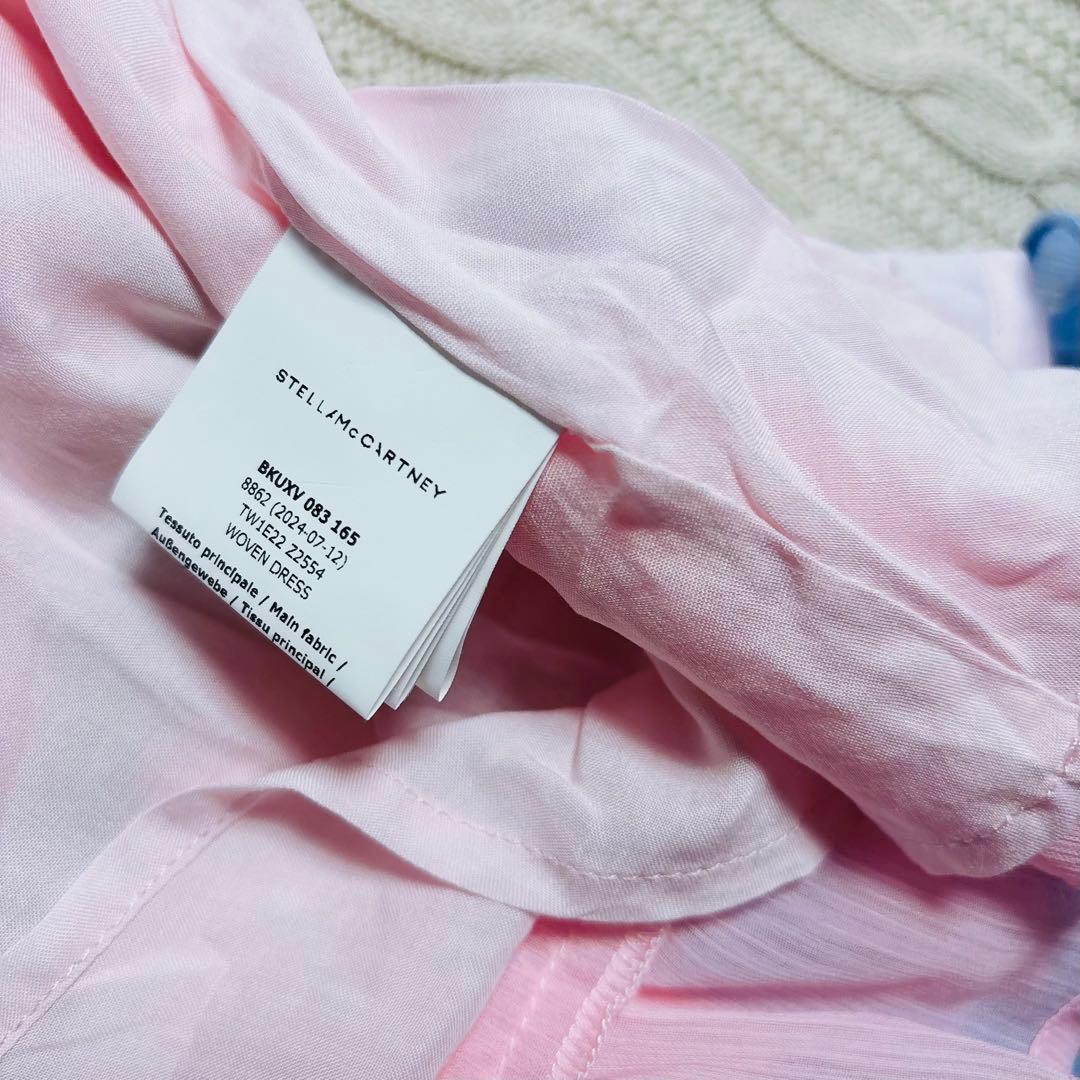 STELLAMcCARTNEY
BKUXV 083 165
8862 (2024-07-12)
TW1E22 Z2554
WOVEN DRESS
Tessuto principale / Main fabric /
Außengewebe / Tissu principal /